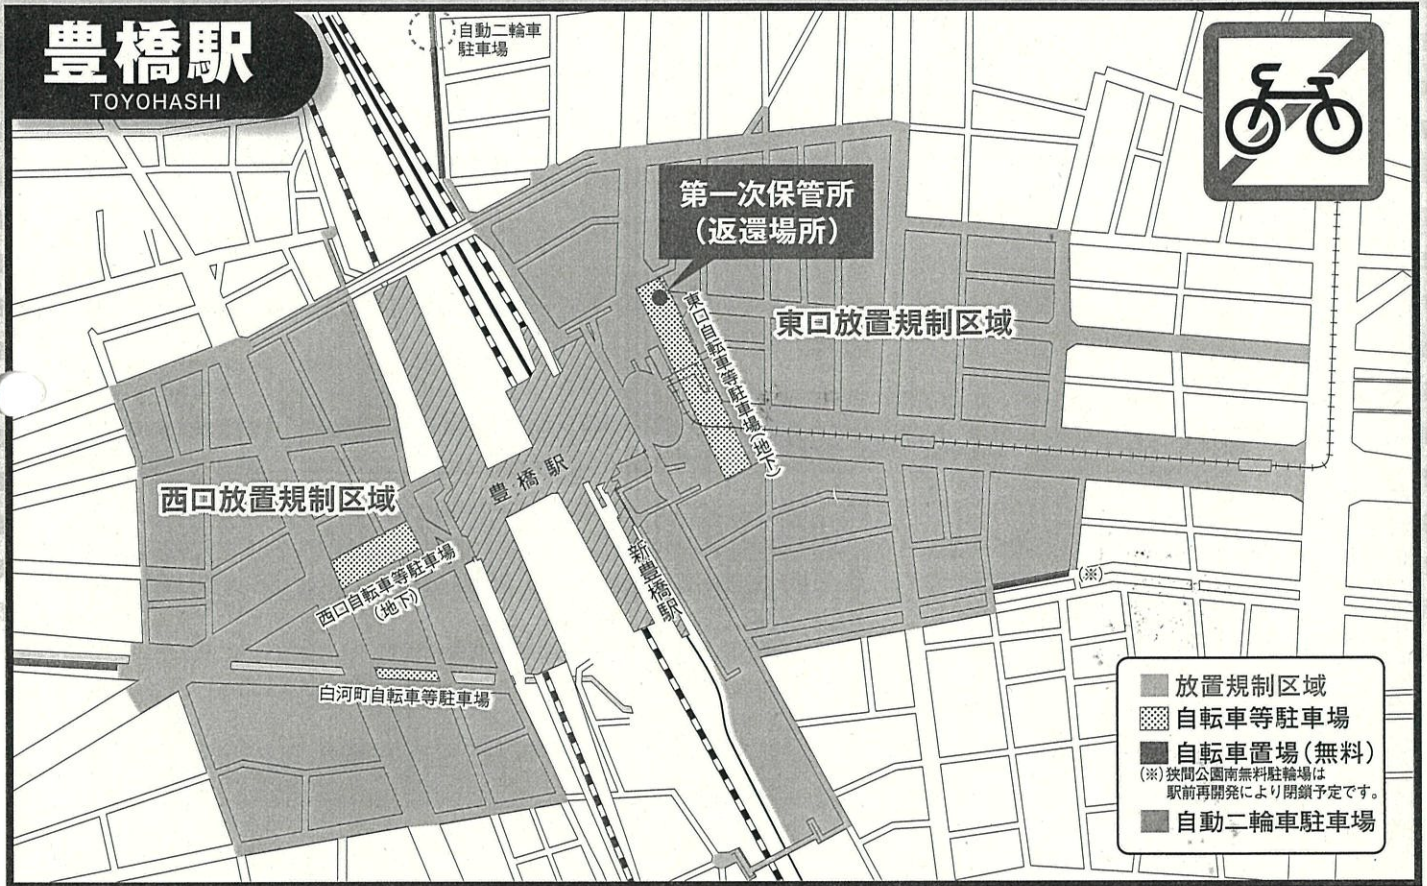 豊橋駅
TOYOHASHI
自動二輪車
駐車場
第一次保管所
(返還場所)
東口自転車等駐車場(地下)
東口放置規制区域
西口放置規制区域
豊橋駅
新豊橋駅
西口自転車等駐車場
(地下)
白河町自転車等駐車場
(※)
放置規制区域
自転車等駐車場
自転車置場(無料)
(※)狭間公園南無料駐輪場は
駅前再開発により閉鎖予定です。
自動二輪車駐車場